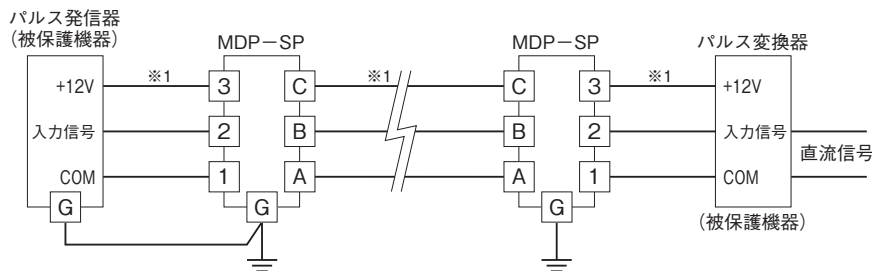 パルス発信器
(被保護機器)
MDP－SP
MDP－SP
パルス変換器
+12V
※1
3
C
※1
C
3
※1
+12V
入力信号
2
B
B
2
入力信号
直流信号
COM
1
A
A
1
COM
G
G
G
(被保護機器)